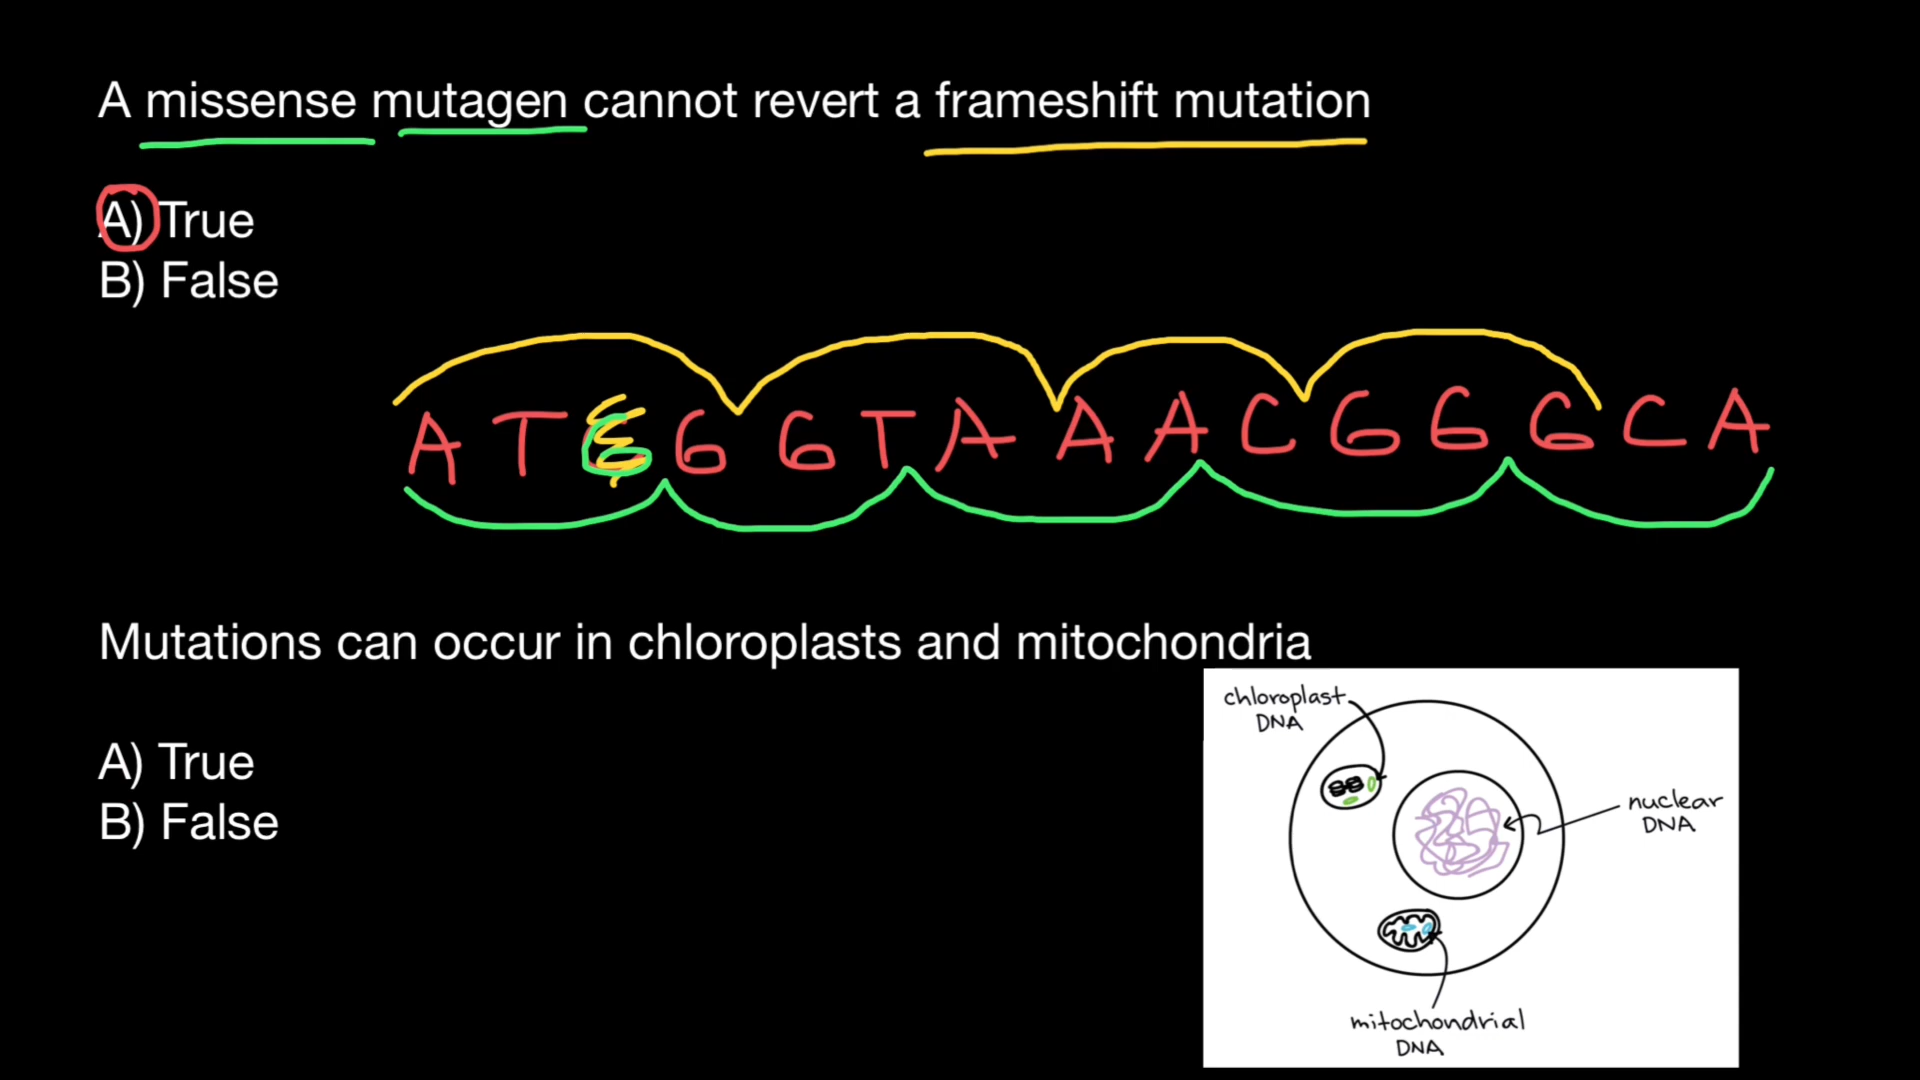 A missense mutagen cannot revert a frameshift mutation
A) True
B) False
A T G G G T A A A C G G G C A
Mutations can occur in chloroplasts and mitochondria
A) True
B) False
chloroplast
DNA
nuclear
DNA
mitochondrial
DNA